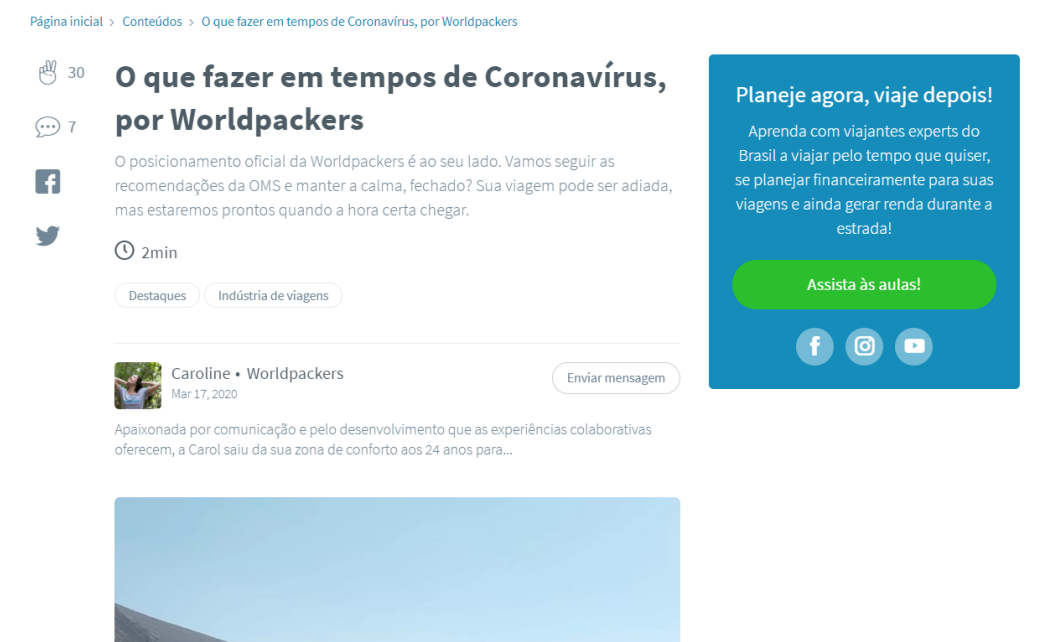 Página inicial > Conteúdos > O que fazer em tempos de Coronavírus, por Worldpackers
30
7
O que fazer em tempos de Coronavírus,
por Worldpackers
O posicionamento oficial da Worldpackers é ao seu lado. Vamos seguir as
recomendações da OMS e manter a calma, fechado? Sua viagem pode ser adiada,
mas estaremos prontos quando a hora certa chegar.
2min
Destaques
Indústria de viagens
Caroline • Worldpackers
Mar 17, 2020
Enviar mensagem
Apaixonada por comunicação e pelo desenvolvimento que as experiências colaborativas
oferecem, a Carol saiu da sua zona de conforto aos 24 anos para...
Planeje agora, viaje depois!
Aprenda com viajantes experts do
Brasil a viajar pelo tempo que quiser,
se planejar financeiramente para suas
viagens e ainda gerar renda durante a
estrada!
Assista às aulas!